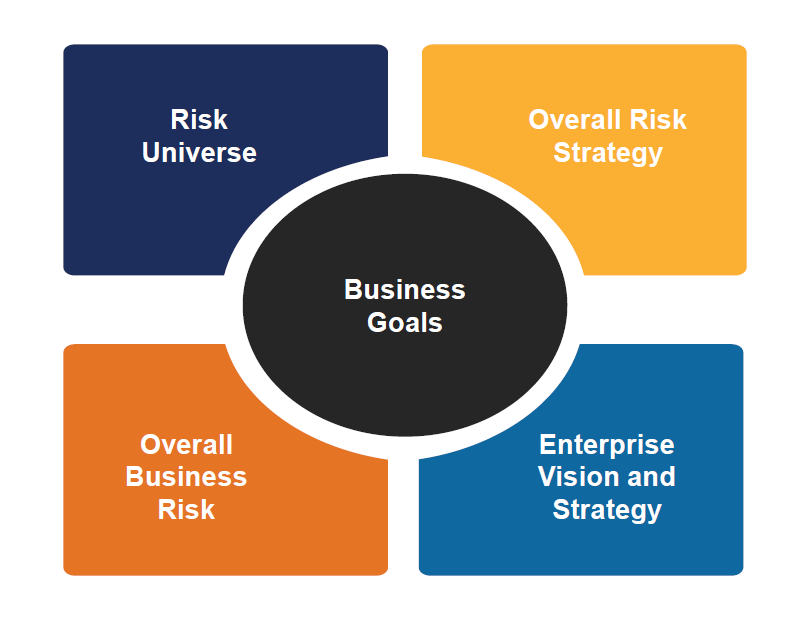 Risk
Universe
Overall Risk
Strategy
Business
Goals
Overall
Business
Risk
Enterprise
Vision and
Strategy